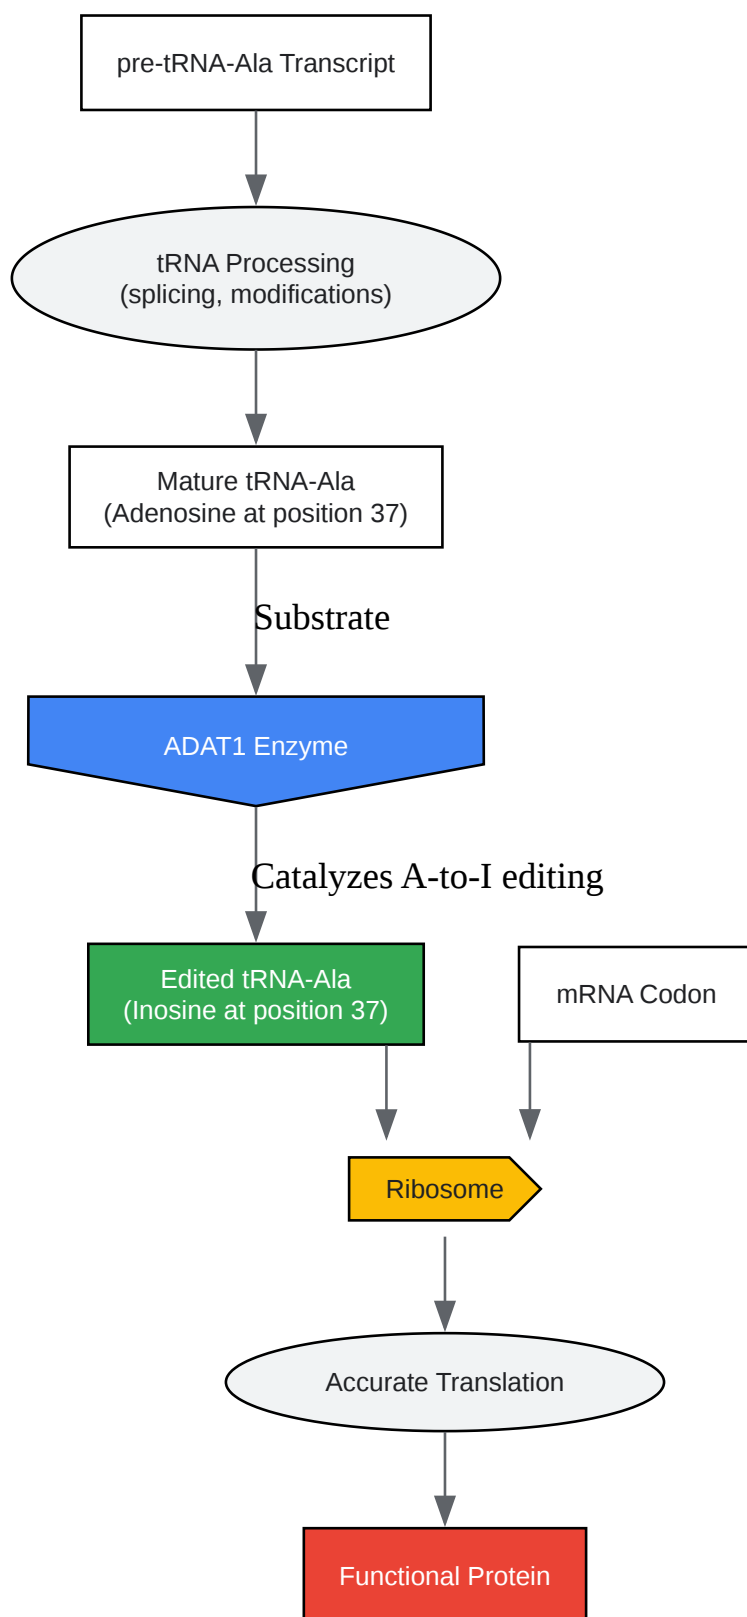 pre-tRNA-Ala Transcript
tRNA Processing
(splicing, modifications)
Mature tRNA-Ala
(Adenosine at position 37)
Substrate
ADAT1 Enzyme
Catalyzes A-to-I editing
Edited tRNA-Ala
(Inosine at position 37)
mRNA Codon
Ribosome
Accurate Translation
Functional Protein